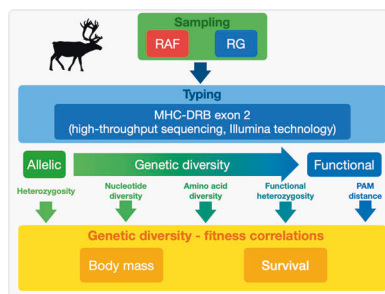 Sampling
RAF RG
Typing
MHC-DRB exon 2
(high-throughput sequencing, Illumina technology)
Allelic Genetic diversity Functional
Heterozygosity Nucleotide diversity Amino acid diversity Functional heterozygosity PAM distance
Genetic diversity - fitness correlations
Body mass Survival